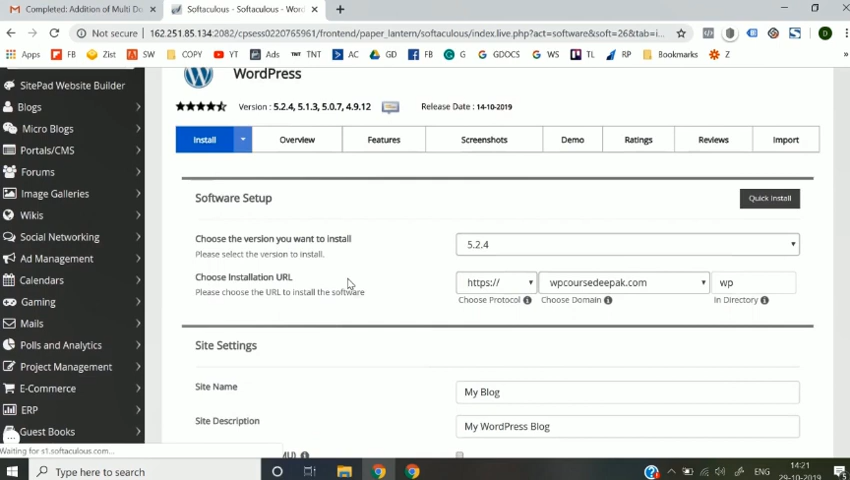 Completed: Addition of Multi Do
Softaculous - Softaculous - Wor
Not secure
162.251.85.134:2082/cpsess0220765961/frontend/paper_lantern/softaculous/index.live.php?act=software&soft=26&tab=i...
Apps FB Zist SW COPY YT Ads TNT AC GD FB G GDOCS WS TL RP Bookmarks Z
SitePad Website Builder
Blogs
Micro Blogs
Portals/CMS
Forums
Image Galleries
Wikis
Social Networking
Ad Management
Calendars
Gaming
Mails
Polls and Analytics
Project Management
E-Commerce
ERP
Guest Books
WordPress
Version : 5.2.4, 5.1.3, 5.0.7, 4.9.12 Release Date : 14-10-2019
Install Overview Features Screenshots Demo Ratings Reviews Import
Software Setup Quick Install
Choose the version you want to install 5.2.4
Please select the version to install.
Choose Installation URL https:// wpcoursedeepak.com wp
Please choose the URL to install the software Choose Protocol Choose Domain In Directory
Site Settings
Site Name My Blog
Site Description My WordPress Blog
Waiting for s1.softaculous.com...
Type here to search
ENG
14:21
29-10-2019